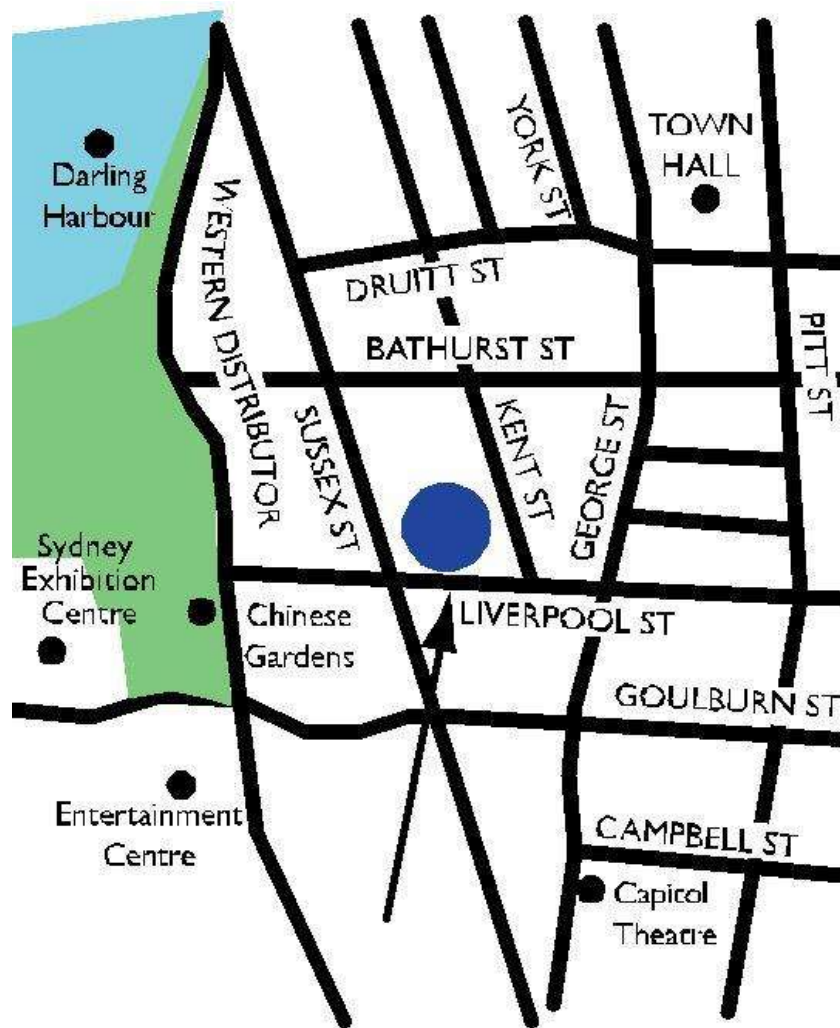 YORK ST
TOWN
HALL
Darling
Harbour
WESTERN DISTRIBUTOR
DRUITT ST
BATHURST ST
PITT ST
SUSSEX ST
KENT ST
GEORGE ST
Sydney
Exhibition
Centre
Chinese
Gardens
LIVERPOOL ST
GOULBURN ST
Entertainment
Centre
CAMPBELL ST
Capitol
Theatre